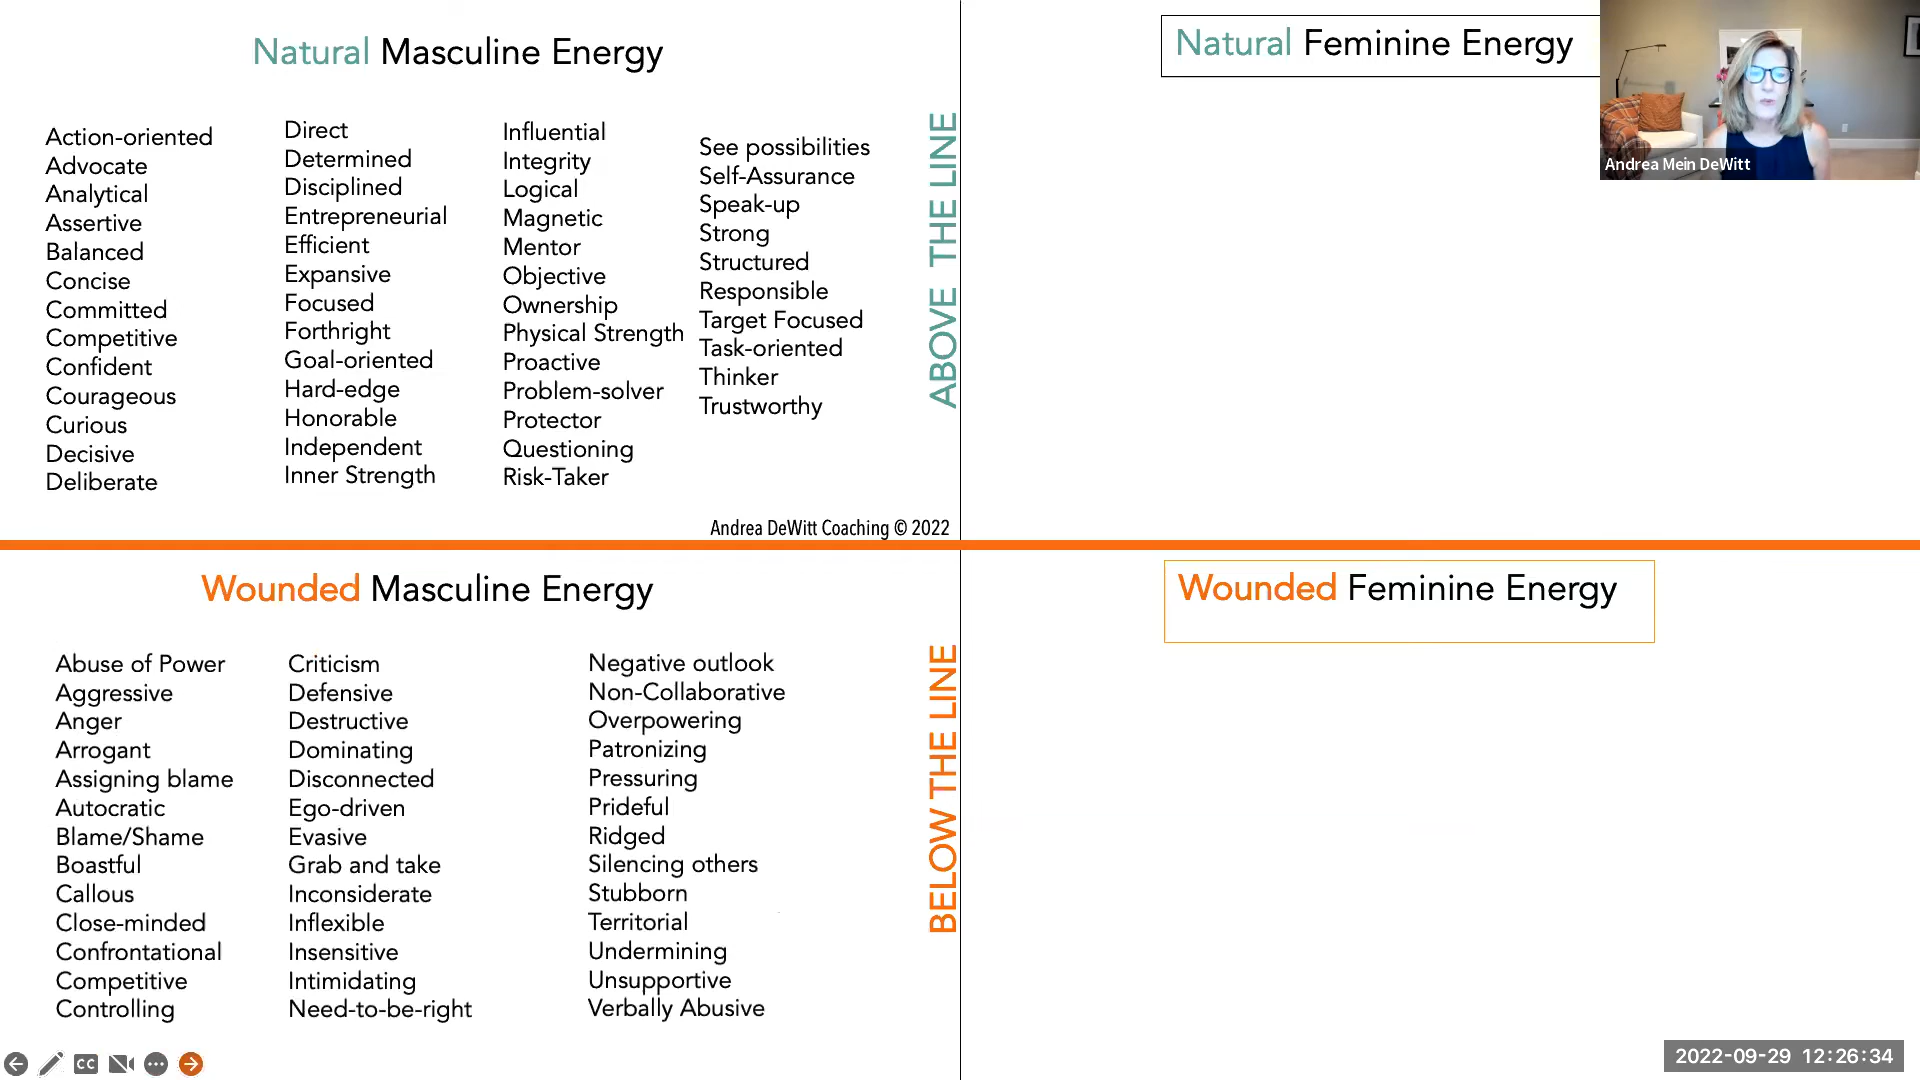 Natural Masculine Energy
Action-oriented
Advocate
Analytical
Assertive
Balanced
Concise
Committed
Competitive
Confident
Courageous
Curious
Decisive
Deliberate
Direct
Determined
Disciplined
Entrepreneurial
Efficient
Expansive
Focused
Forthright
Goal-oriented
Hard-edge
Honorable
Independent
Inner Strength
Influential
Integrity
Logical
Magnetic
Mentor
Objective
Ownership
Physical Strength
Proactive
Problem-solver
Protector
Questioning
Risk-Taker
See possibilities
Self-Assurance
Speak-up
Strong
Structured
Responsible
Target Focused
Task-oriented
Thinker
Trustworthy
ABOVE THE LINE
Andrea DeWitt Coaching © 2022
Natural Feminine Energy
Andrea Mein DeWitt
Wounded Masculine Energy
Abuse of Power
Aggressive
Anger
Arrogant
Assigning blame
Autocratic
Blame/Shame
Boastful
Callous
Close-minded
Confrontational
Competitive
Controlling
Criticism
Defensive
Destructive
Dominating
Disconnected
Ego-driven
Evasive
Grab and take
Inconsiderate
Inflexible
Insensitive
Intimidating
Need-to-be-right
Negative outlook
Non-Collaborative
Overpowering
Patronizing
Pressuring
Prideful
Ridged
Silencing others
Stubborn
Territorial
Undermining
Unsupportive
Verbally Abusive
BELOW THE LINE
Wounded Feminine Energy
CC
2022-09-29 12:26:34